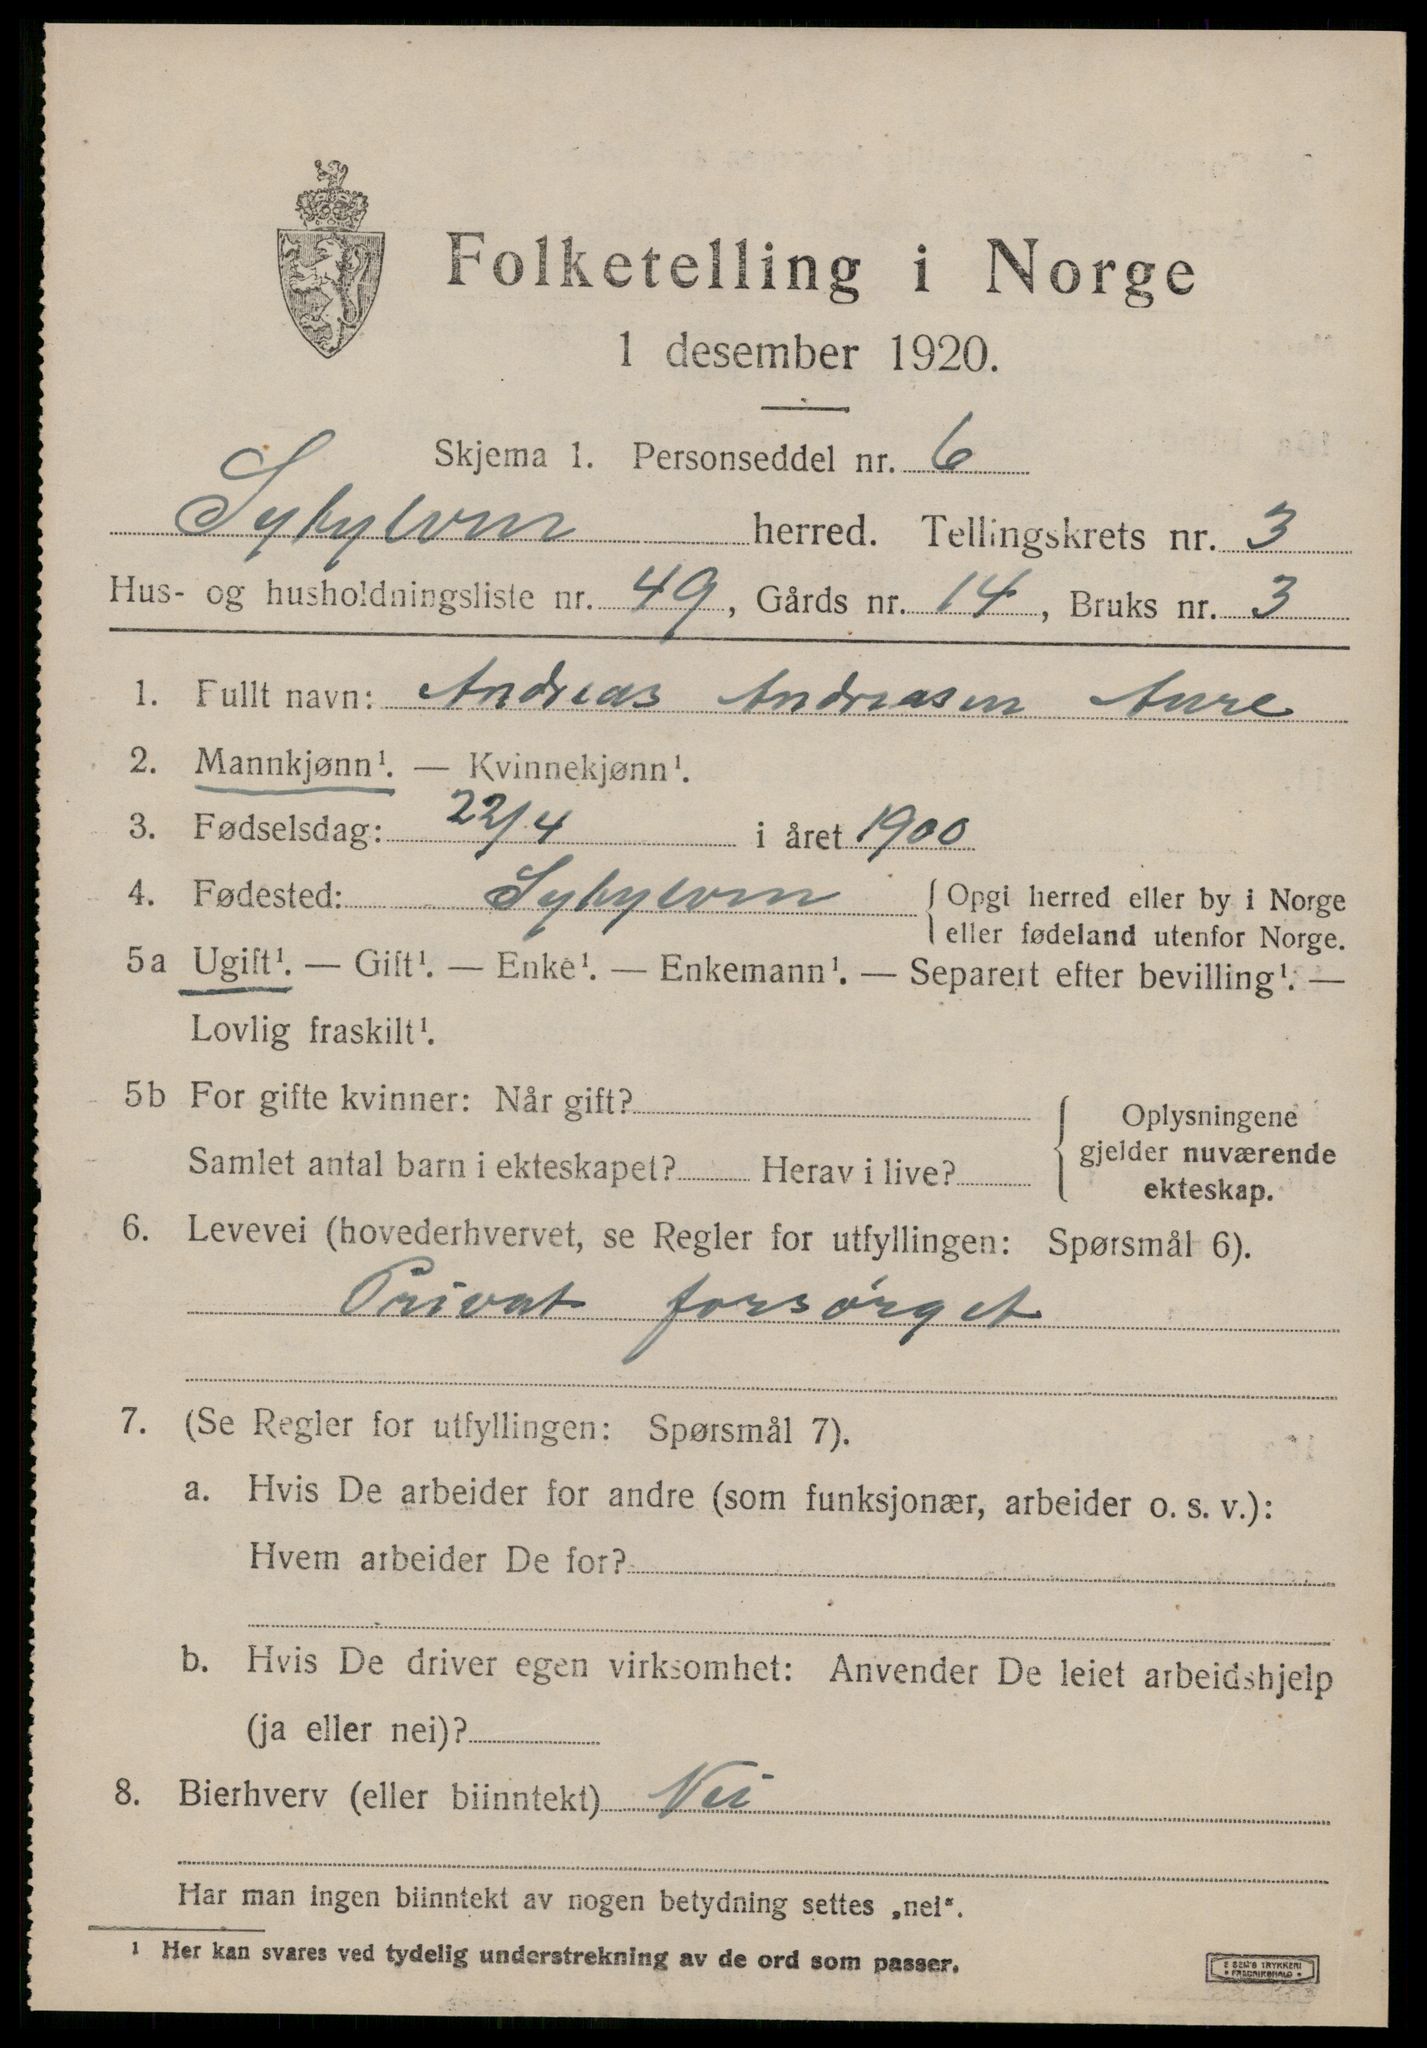 Folketelling i Norge
1 desember 1920.
Skjema 1. Personseddel nr. 6
Sykylven herred. Tellingskrets nr. 3
Hus- og husholdningsliste nr. 49, Gårds nr. 14, Bruks nr. 3
1. Fullt navn: Andreas Andreasen Aure
2. Mannkjønn¹. — Kvinnekjønn¹.
3. Fødselsdag: 22/4 i året 1900
4. Fødested: Sykylven { Opgi herred eller by i Norge
eller fødeland utenfor Norge.
5a Ugift¹. — Gift¹. — Enke¹. — Enkemann¹. — Separert efter bevilling¹. —
Lovlig fraskilt¹.
5b For gifte kvinner: Når gift?
Samlet antal barn i ekteskapet? Herav i live?
Oplysningene
gjelder nuværende
ekteskap.
6. Levevei (hovederhvervet, se Regler for utfyllingen: Spørsmål 6).
Privat forsørget
7. (Se Regler for utfyllingen: Spørsmål 7).
a. Hvis De arbeider for andre (som funksjonær, arbeider o. s. v.):
Hvem arbeider De for?
b. Hvis De driver egen virksomhet: Anvender De leiet arbeidshjelp
(ja eller nei)?
8. Bierhverv (eller biinntekt) Nei
Har man ingen biinntekt av nogen betydning settes „nei“.
¹ Her kan svares ved tydelig understrekning av de ord som passer.
TRYKKERI
FREDRIKSHALD